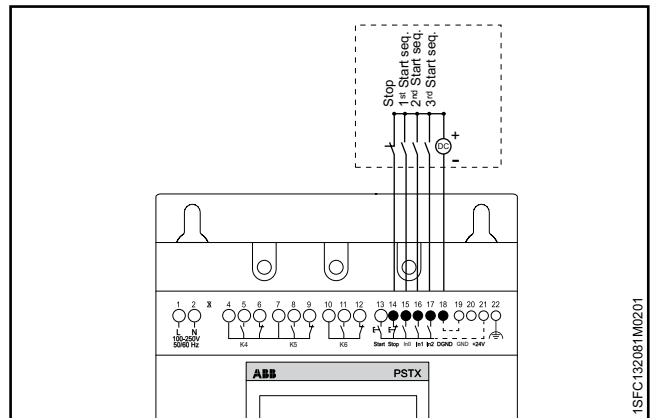 Stop
1st Start seq.
2nd Start seq.
3rd Start seq.
+
DC
-
1 2 4 5 6 7 8 9 10 11 12 13 14 15 16 17 18 19 20 21 22
L N
100-250V
50/60 Hz
K4 K5 K6 Start Stop In0 In1 In2 DGND GND +24V
ABB PSTX
1SFC132081M0201